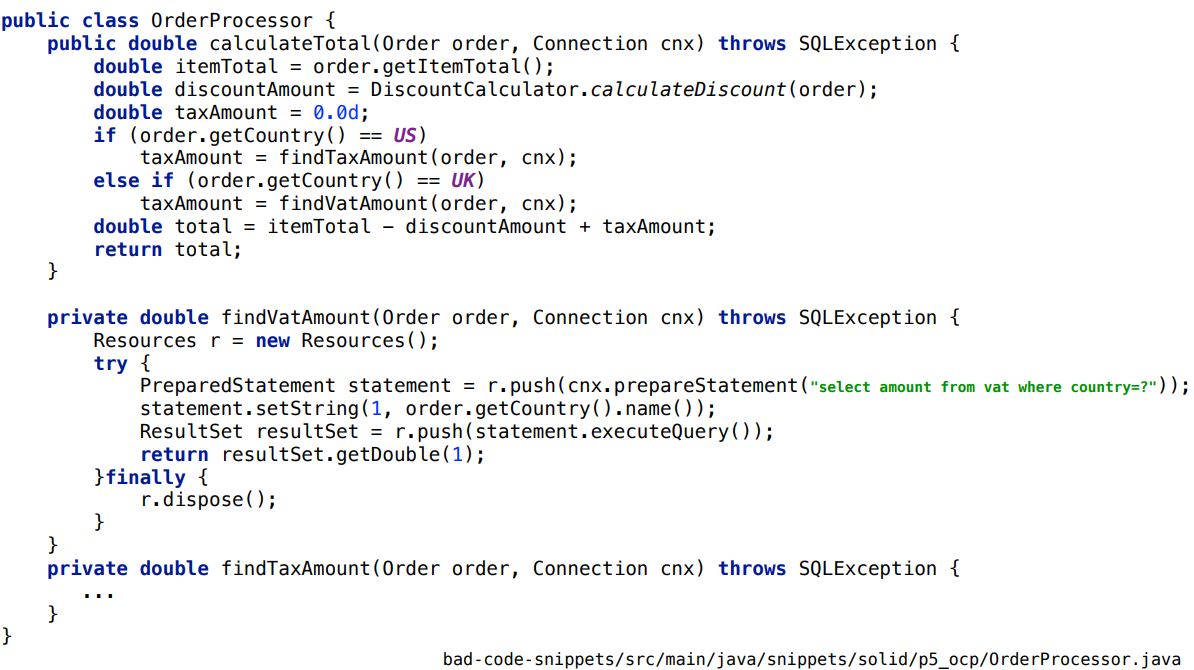 public class OrderProcessor {
    public double calculateTotal(Order order, Connection cnx) throws SQLException {
        double itemTotal = order.getItemTotal();
        double discountAmount = DiscountCalculator.calculateDiscount(order);
        double taxAmount = 0.0d;
        if (order.getCountry() == US)
            taxAmount = findTaxAmount(order, cnx);
        else if (order.getCountry() == UK)
            taxAmount = findVatAmount(order, cnx);
        double total = itemTotal − discountAmount + taxAmount;
        return total;
    }
    private double findVatAmount(Order order, Connection cnx) throws SQLException {
        Resources r = new Resources();
        try {
            PreparedStatement statement = r.push(cnx.prepareStatement("select amount from vat where country=?"));
            statement.setString(1, order.getCountry().name());
            ResultSet resultSet = r.push(statement.executeQuery());
            return resultSet.getDouble(1);
        }finally {
            r.dispose();
        }
    }
    private double findTaxAmount(Order order, Connection cnx) throws SQLException {
       ...
    }
}
bad-code-snippets/src/main/java/snippets/solid/p5_ocp/OrderProcessor.java